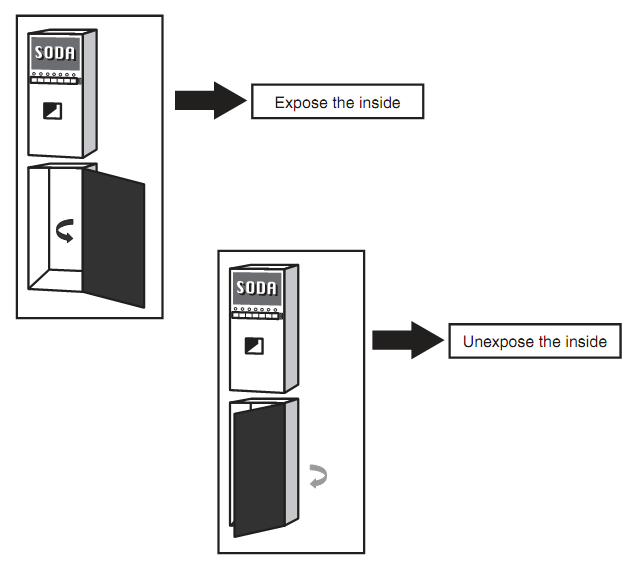 SODA
Expose the inside
SODA
Unexpose the inside